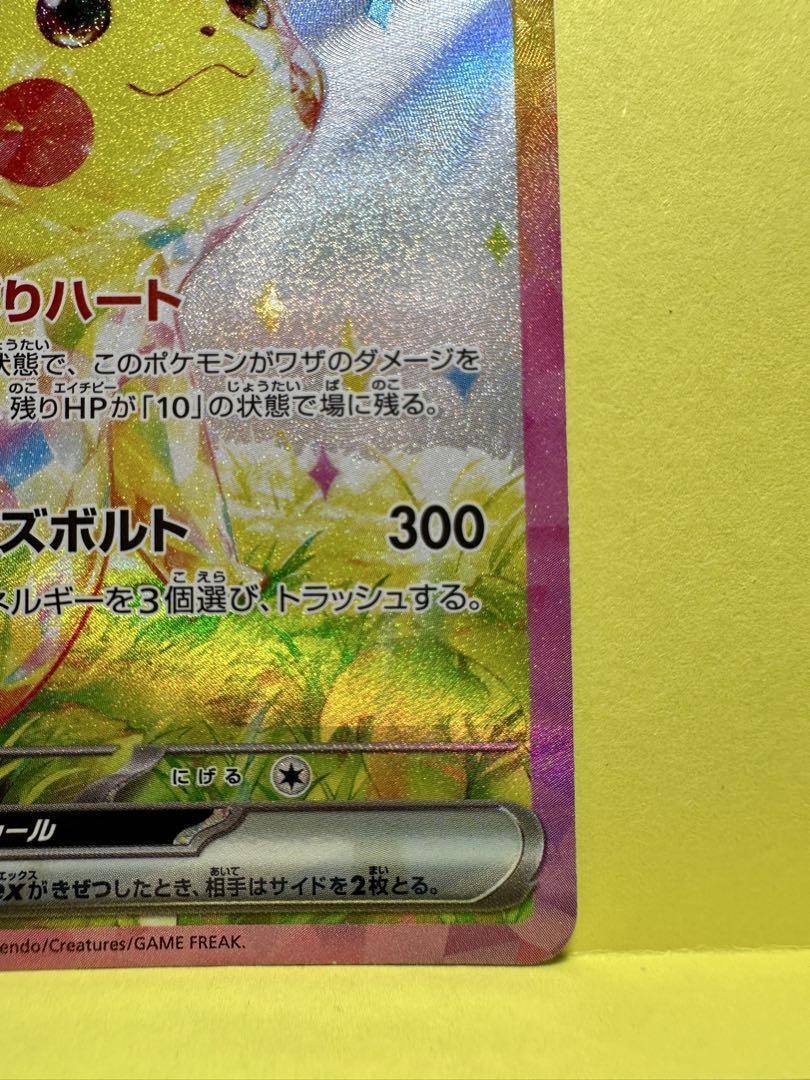 りハート
状態で、このポケモンがワザのダメージを
残りHPが「10」の状態で場に残る。
ズボルト 300
ネルギーを3個選び、トラッシュする。
にげる
ール
exがきぜつしたとき、相手はサイドを2枚とる。
endo/Creatures/GAME FREAK.